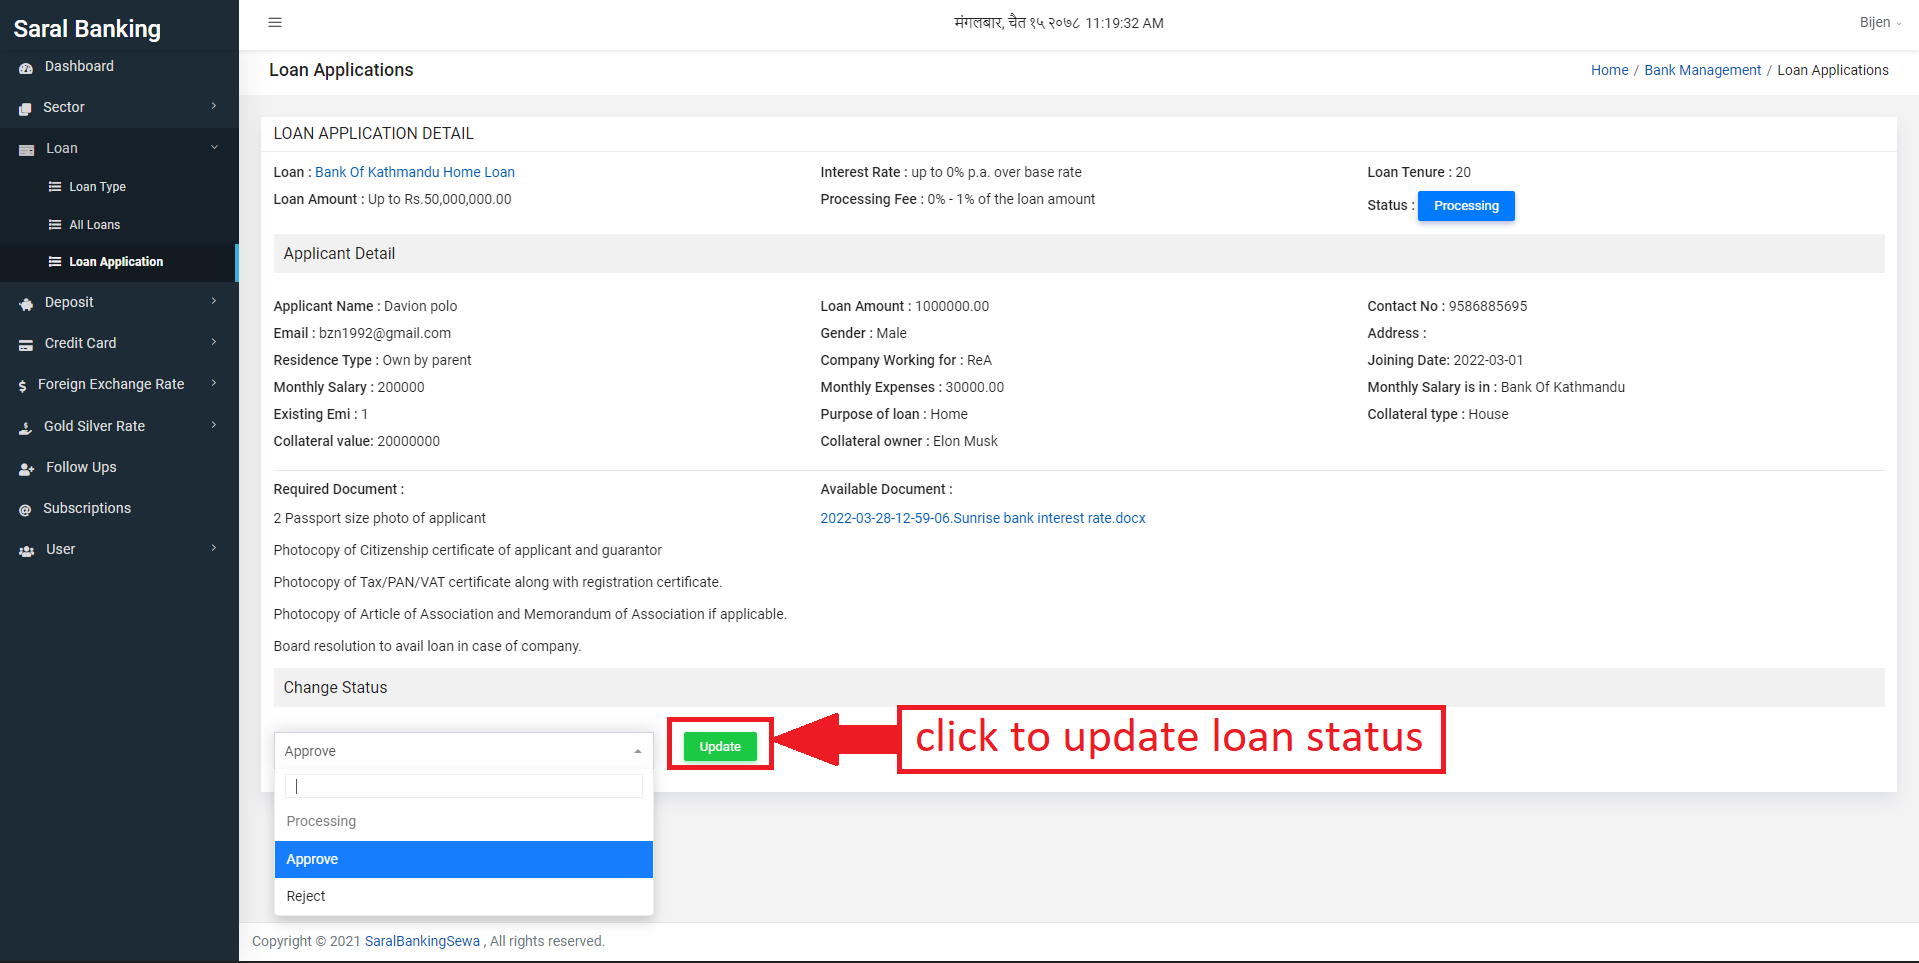 Saral Banking
मंगलबार, चैत १५ २०७८ 11:19:32 AM
Bijen
Dashboard
Sector
Loan
Loan Type
All Loans
Loan Application
Deposit
Credit Card
Foreign Exchange Rate
Gold Silver Rate
Follow Ups
Subscriptions
User
Loan Applications
Home / Bank Management / Loan Applications
LOAN APPLICATION DETAIL
Loan : Bank Of Kathmandu Home Loan
Interest Rate : up to 0% p.a. over base rate
Loan Tenure : 20
Loan Amount : Up to Rs.50,000,000.00
Processing Fee : 0% - 1% of the loan amount
Status : Processing
Applicant Detail
Applicant Name : Davion polo
Loan Amount : 1000000.00
Contact No : 9586885695
Email : bzn1992@gmail.com
Gender : Male
Address :
Residence Type : Own by parent
Company Working for : ReA
Joining Date: 2022-03-01
Monthly Salary : 200000
Monthly Expenses : 30000.00
Monthly Salary is in : Bank Of Kathmandu
Existing Emi : 1
Purpose of loan : Home
Collateral type : House
Collateral value: 20000000
Collateral owner : Elon Musk
Required Document :
Available Document :
2 Passport size photo of applicant
2022-03-28-12-59-06.Sunrise bank interest rate.docx
Photocopy of Citizenship certificate of applicant and guarantor
Photocopy of Tax/PAN/VAT certificate along with registration certificate.
Photocopy of Article of Association and Memorandum of Association if applicable.
Board resolution to avail loan in case of company.
Change Status
Approve
Update
click to update loan status
Processing
Approve
Reject
Copyright © 2021 SaralBankingSewa , All rights reserved.